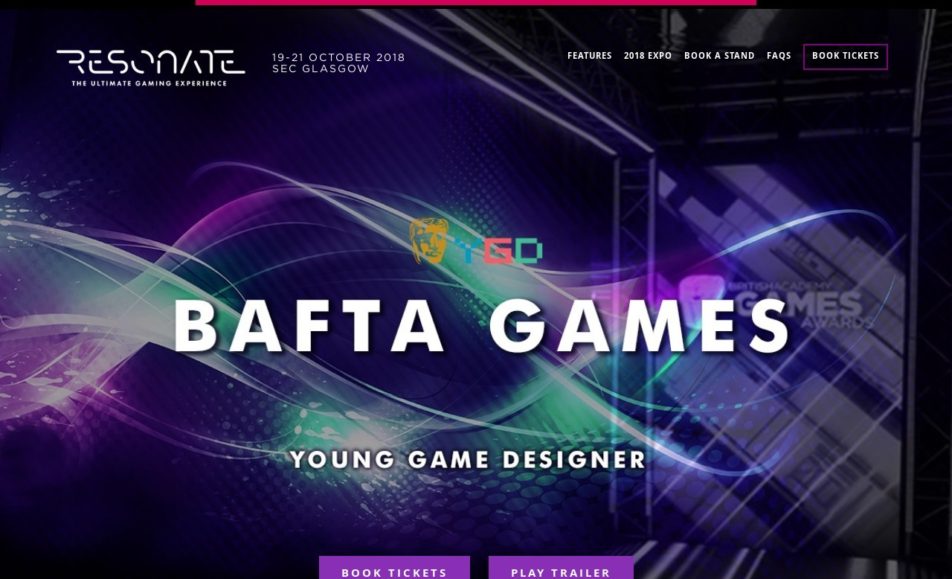 RESONATE
THE ULTIMATE GAMING EXPERIENCE
19-21 OCTOBER 2018
SEC GLASGOW
FEATURES
2018 EXPO
BOOK A STAND
FAQS
BOOK TICKETS
YGD
BRITISH ACADEMY
GAMES
AWARDS
BAFTA GAMES
YOUNG GAME DESIGNER
BOOK TICKETS
PLAY TRAILER